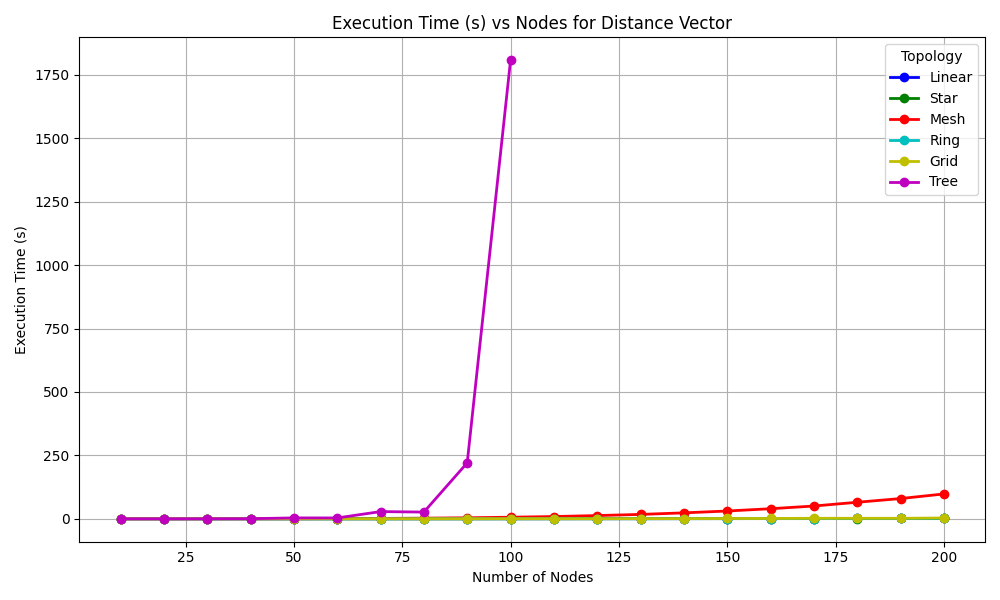 Execution Time (s) vs Nodes for Distance Vector
Topology
Linear
Star
Mesh
Ring
Grid
Tree
Execution Time (s)
1750
1500
1250
1000
750
500
250
0
25 50 75 100 125 150 175 200
Number of Nodes